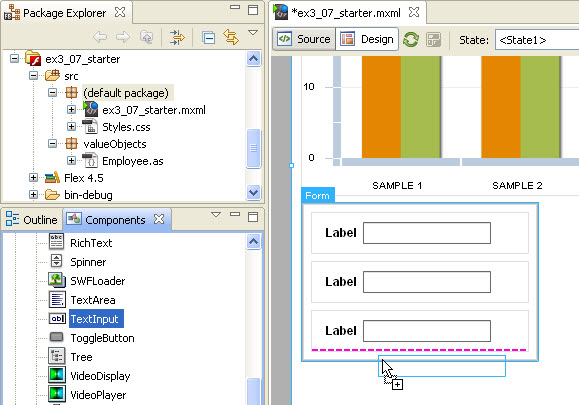 Package Explorer
ex3_07_starter
src
(default package)
ex3_07_starter.mxml
Styles.css
valueObjects
Employee.as
Flex 4.5
bin-debug
Outline
Components
RichText
Spinner
SWFLoader
TextArea
TextInput
ToggleButton
Tree
VideoDisplay
VideoPlayer
*ex3_07_starter.mxml
Source
Design
State:
<State1>
10
0
SAMPLE 1
SAMPLE 2
Form
Label
Label
Label